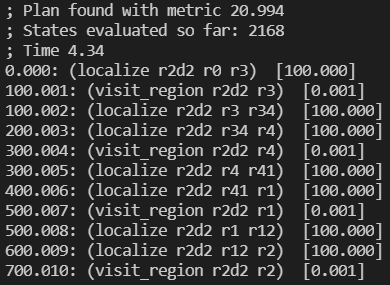 ; Plan found with metric 20.994
; States evaluated so far: 2168
; Time 4.34
0.000: (localize r2d2 r0 r3)  [100.000]
100.001: (visit_region r2d2 r3)  [0.001]
100.002: (localize r2d2 r3 r34)  [100.000]
200.003: (localize r2d2 r34 r4)  [100.000]
300.004: (visit_region r2d2 r4)  [0.001]
300.005: (localize r2d2 r4 r41)  [100.000]
400.006: (localize r2d2 r41 r1)  [100.000]
500.007: (visit_region r2d2 r1)  [0.001]
500.008: (localize r2d2 r1 r12)  [100.000]
600.009: (localize r2d2 r12 r2)  [100.000]
700.010: (visit_region r2d2 r2)  [0.001]